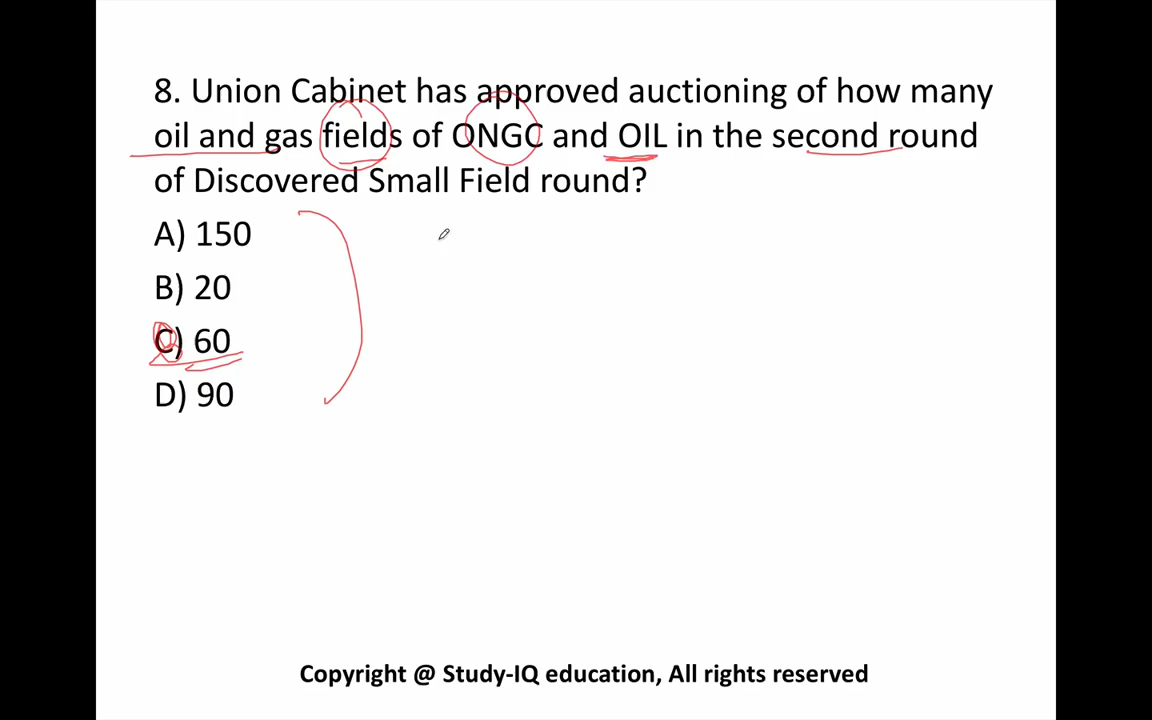 8. Union Cabinet has approved auctioning of how many
oil and gas fields of ONGC and OIL in the second round
of Discovered Small Field round?
A) 150
B) 20
C) 60
D) 90
Copyright @ Study-IQ education, All rights reserved